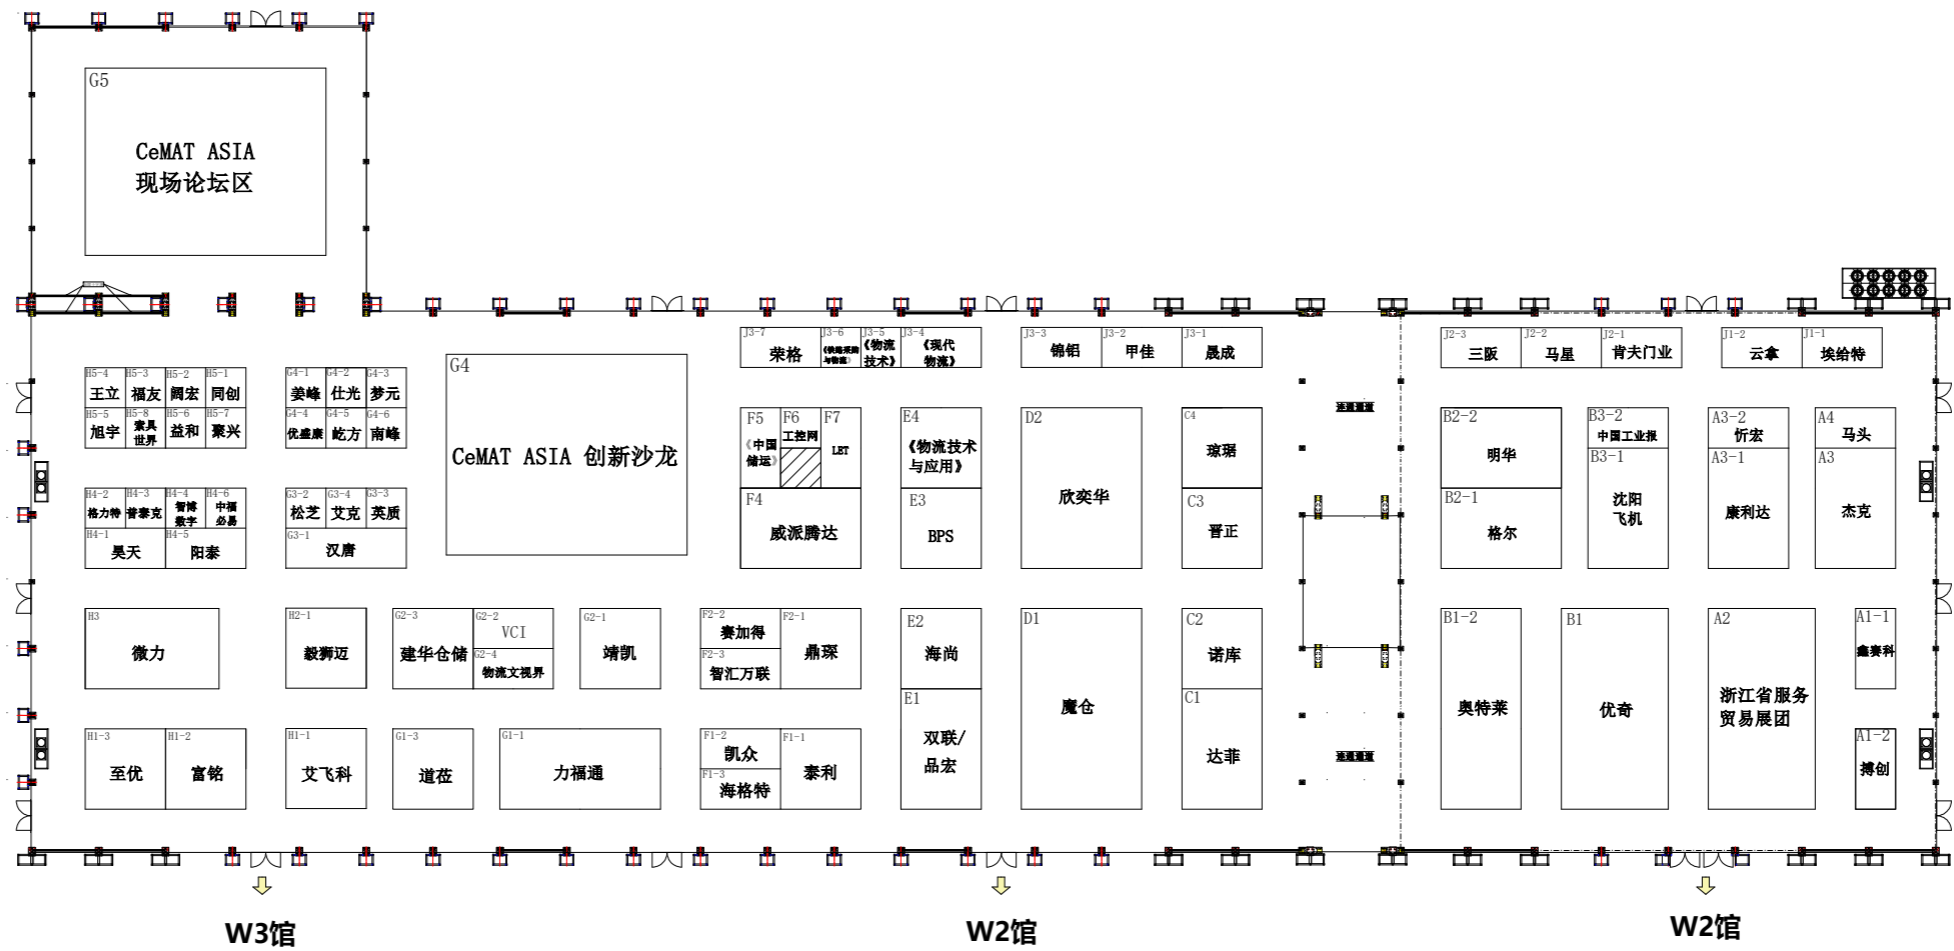 G5
CeMAT ASIA
现场论坛区
J3-7
荣格
J3-6
J3-5
《物流
技术》
J3-4
《现代
物流》
J3-3
锦铝
J3-2
甲佳
J3-1
晟成
J2-3
三阪
J2-2
马星
J2-1
肯夫门业
J1-2
云拿
J1-1
埃给特
H5-4
王立
H5-3
福友
H5-2
阔宏
H5-1
同创
H5-5
旭宇
H5-8
索具
世界
H5-6
益和
H5-7
聚兴
G4-1
姜峰
G4-2
仕光
G4-3
梦元
G4-4
优盛康
G4-5
屹方
G4-6
南峰
G4
CeMAT ASIA 创新沙龙
F5
《中国
储运》
F6
工控网
F7
LET
F4
威派腾达
E4
《物流技术
与应用》
E3
BPS
D2
欣奕华
C4
琼琚
C3
晋正
连通通道
B2-2
明华
B2-1
格尔
B3-2
中国工业报
B3-1
沈阳
飞机
A3-2
忻宏
A3-1
康利达
A4
马头
A3
杰克
H4-2
格力特
H4-3
普泰克
H4-4
智博
数字
H4-6
中福
必易
H4-1
昊天
H4-5
阳泰
G3-2
松芝
G3-4
艾克
G3-3
英质
G3-1
汉唐
H3
微力
H2-1
毅狮迈
G2-3
建华仓储
G2-2
VCI
G2-4
物流文视界
G2-1
靖凯
F2-2
赛加得
F2-3
智汇万联
F2-1
鼎琛
E2
海尚
E1
双联/
品宏
D1
魔仓
C2
诺库
C1
达菲
连通通道
B1-2
奥特莱
B1
优奇
A2
浙江省服务
贸易展团
A1-1
鑫赛科
A1-2
搏创
H1-3
至优
H1-2
富铭
H1-1
艾飞科
G1-3
道莅
G1-1
力福通
F1-2
凯众
F1-3
海格特
F1-1
泰利
W3馆
W2馆
W2馆